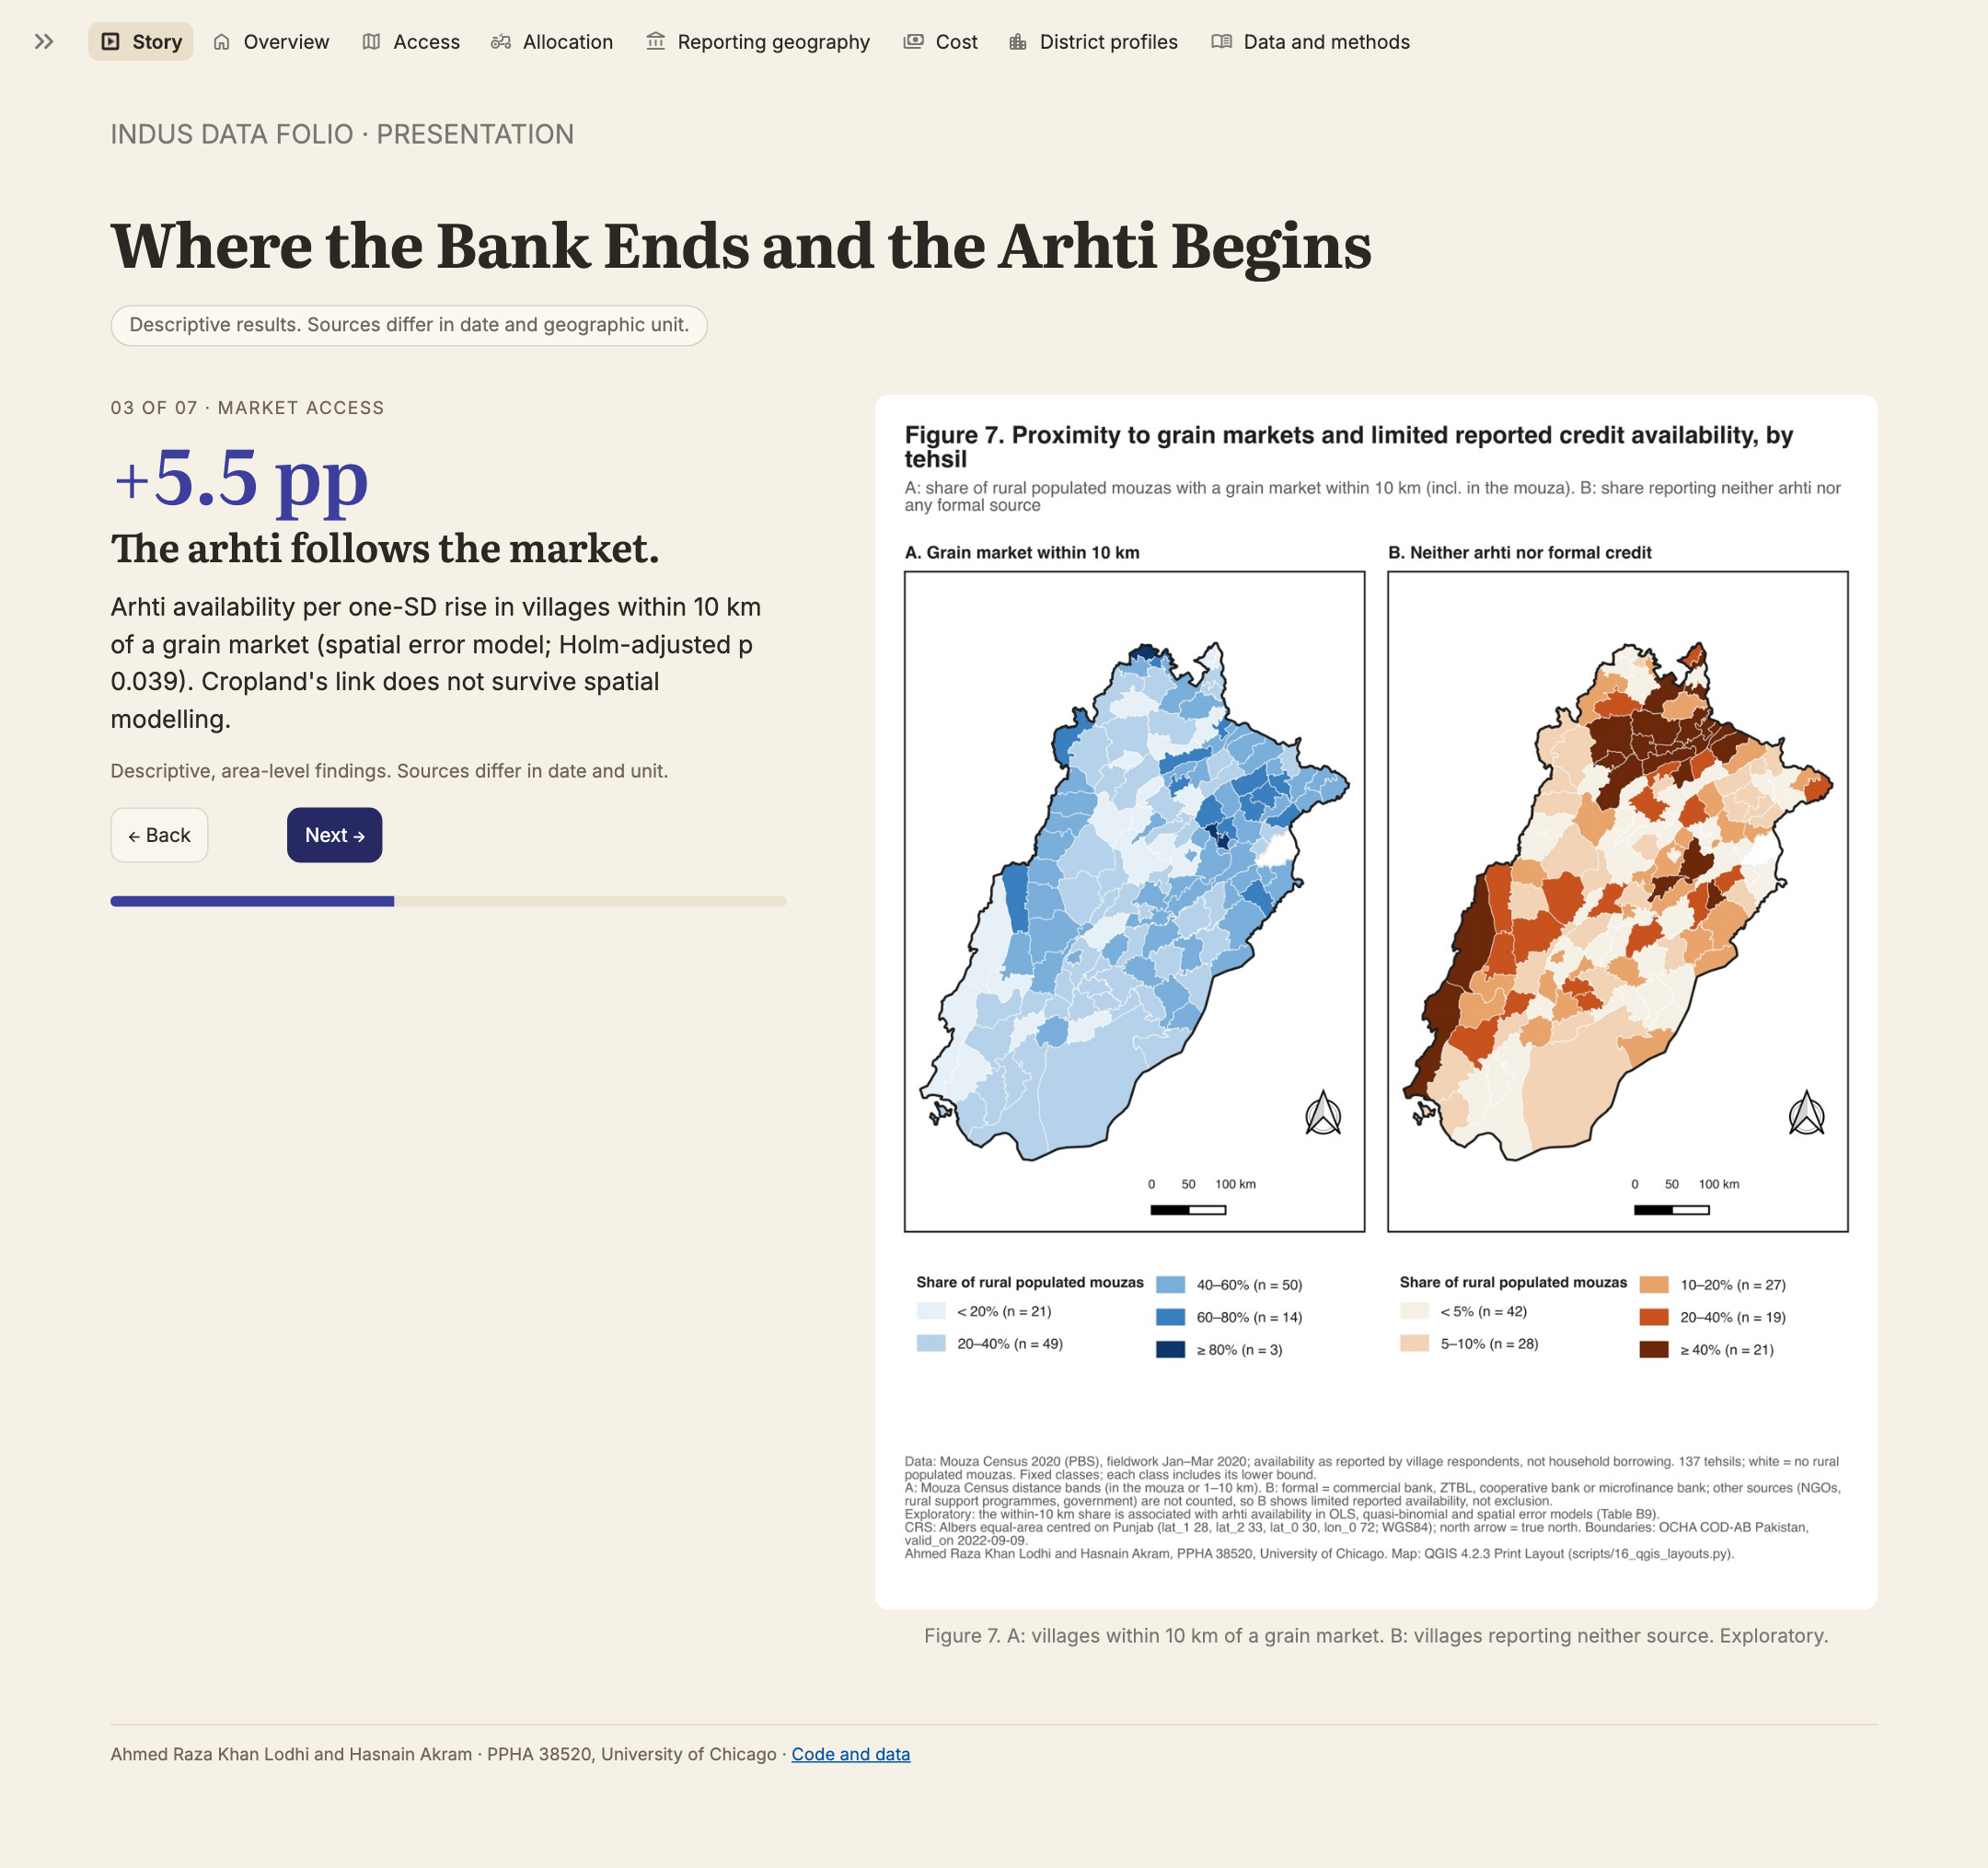 Story
Overview
Access
Allocation
Reporting geography
Cost
District profiles
Data and methods
INDUS DATA FOLIO · PRESENTATION
Where the Bank Ends and the Arhti Begins
Descriptive results. Sources differ in date and geographic unit.
03 OF 07 · MARKET ACCESS
+5.5 pp
The arhti follows the market.
Arhti availability per one-SD rise in villages within 10 km
of a grain market (spatial error model; Holm-adjusted p
0.039). Cropland's link does not survive spatial
modelling.
Descriptive, area-level findings. Sources differ in date and unit.
← Back
Next →
Figure 7. Proximity to grain markets and limited reported credit availability, by
tehsil
A: share of rural populated mouzas with a grain market within 10 km (incl. in the mouza). B: share reporting neither arhti nor
any formal source
A. Grain market within 10 km
0 50 100 km
Share of rural populated mouzas
< 20% (n = 21)
20–40% (n = 49)
40–60% (n = 50)
60–80% (n = 14)
≥ 80% (n = 3)
B. Neither arhti nor formal credit
0 50 100 km
Share of rural populated mouzas
< 5% (n = 42)
5–10% (n = 28)
10–20% (n = 27)
20–40% (n = 19)
≥ 40% (n = 21)
Data: Mouza Census 2020 (PBS), fieldwork Jan–Mar 2020; availability as reported by village respondents, not household borrowing. 137 tehsils; white = no rural
populated mouzas. Fixed classes; each class includes its lower bound.
A: Mouza Census distance bands (in the mouza or 1–10 km). B: formal = commercial bank, ZTBL, cooperative bank or microfinance bank; other sources (NGOs,
rural support programmes, government) are not counted, so B shows limited reported availability, not exclusion.
Exploratory: the within-10 km share is associated with arhti availability in OLS, quasi-binomial and spatial error models (Table B9).
CRS: Albers equal-area centred on Punjab (lat_1 28, lat_2 33, lat_0 30, lon_0 72; WGS84); north arrow = true north. Boundaries: OCHA COD-AB Pakistan,
valid_on 2022-09-09.
Ahmed Raza Khan Lodhi and Hasnain Akram, PPHA 38520, University of Chicago. Map: QGIS 4.2.3 Print Layout (scripts/16_qgis_layouts.py).
Figure 7. A: villages within 10 km of a grain market. B: villages reporting neither source. Exploratory.
Ahmed Raza Khan Lodhi and Hasnain Akram · PPHA 38520, University of Chicago · Code and data